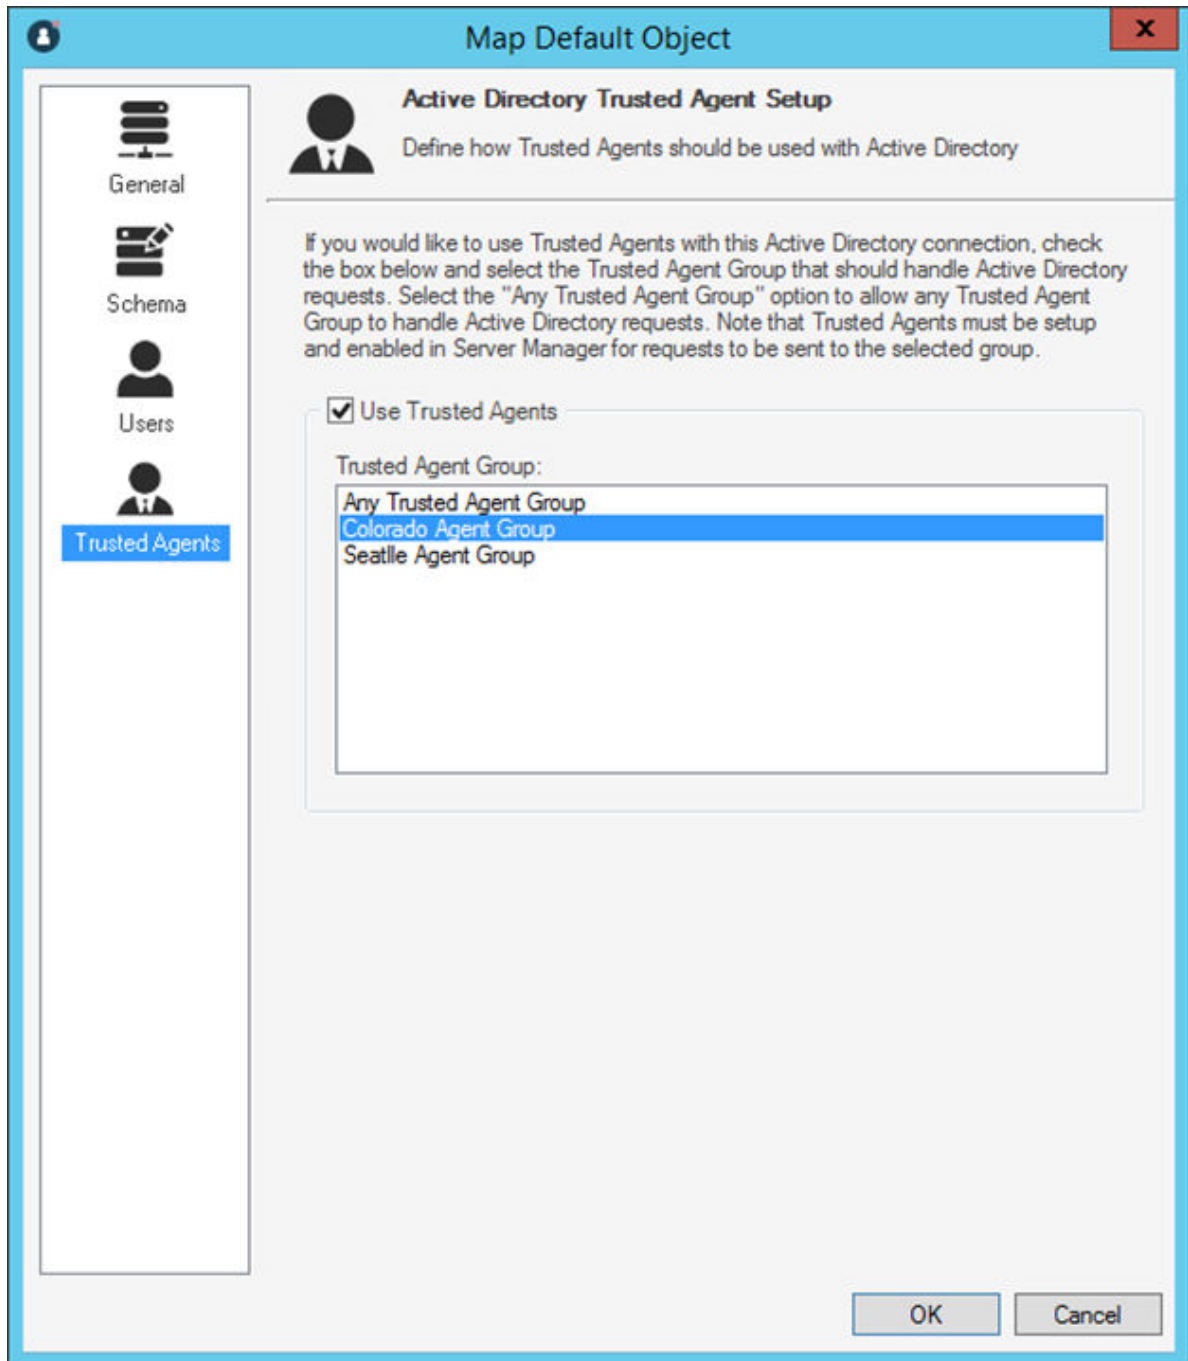 Map Default Object
x
General
Schema
Users
Trusted Agents
Active Directory Trusted Agent Setup
Define how Trusted Agents should be used with Active Directory
If you would like to use Trusted Agents with this Active Directory connection, check
the box below and select the Trusted Agent Group that should handle Active Directory
requests. Select the "Any Trusted Agent Group" option to allow any Trusted Agent
Group to handle Active Directory requests. Note that Trusted Agents must be setup
and enabled in Server Manager for requests to be sent to the selected group.
Use Trusted Agents
Trusted Agent Group:
Any Trusted Agent Group
Colorado Agent Group
Seatlle Agent Group
OK
Cancel